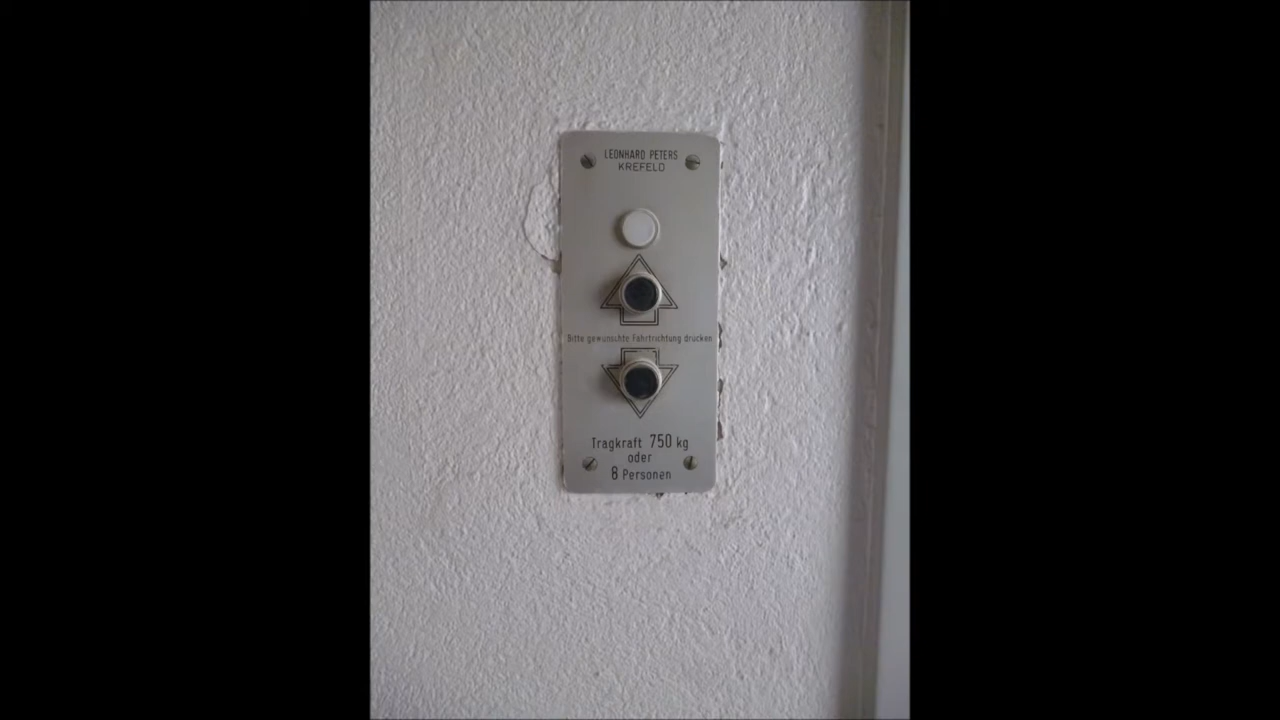 LEONHARD PETERS
KREFELD
Bitte gewünschte Fahrtrichtung drücken
Tragkraft 750 kg
oder
8 Personen